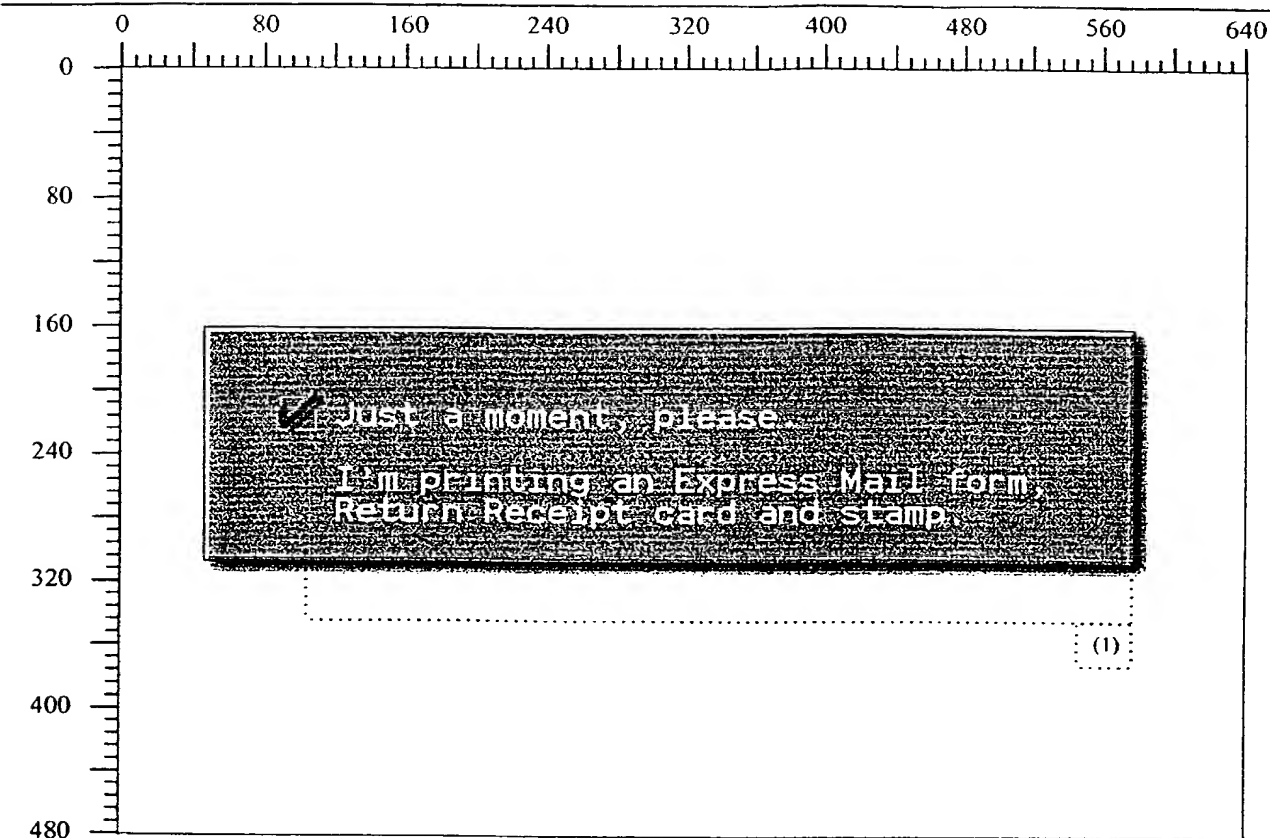 0 80 160 240 320 400 480 560 640
0
80
160
Just a moment, please.
240
I'm printing an Express Mail form,
Return Receipt card and stamp.
320
(1)
400
480